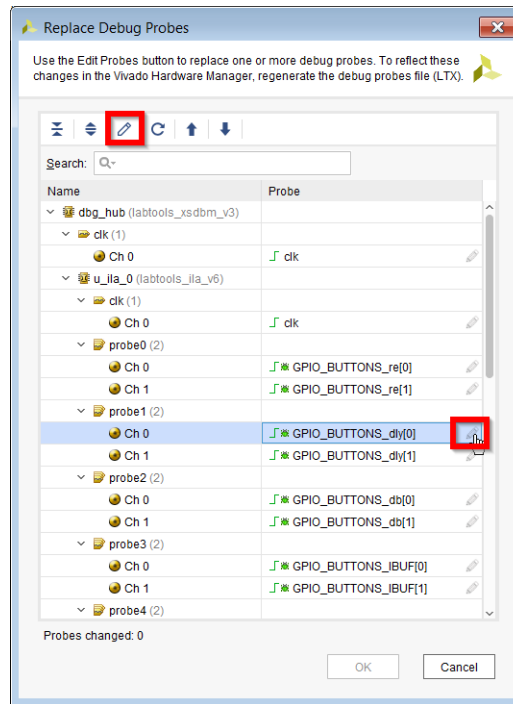 Replace Debug Probes
Use the Edit Probes button to replace one or more debug probes. To reflect these
changes in the Vivado Hardware Manager, regenerate the debug probes file (LTX).
Search:
Name Probe
dbg_hub (labtools_xsdbm_v3)
clk (1)
Ch 0 clk
u_ila_0 (labtools_ila_v6)
clk (1)
Ch 0 clk
probe0 (2)
Ch 0 GPIO_BUTTONS_re[0]
Ch 1 GPIO_BUTTONS_re[1]
probe1 (2)
Ch 0 GPIO_BUTTONS_dly[0]
Ch 1 GPIO_BUTTONS_dly[1]
probe2 (2)
Ch 0 GPIO_BUTTONS_db[0]
Ch 1 GPIO_BUTTONS_db[1]
probe3 (2)
Ch 0 GPIO_BUTTONS_IBUF[0]
Ch 1 GPIO_BUTTONS_IBUF[1]
probe4 (2)
Probes changed: 0
OK Cancel